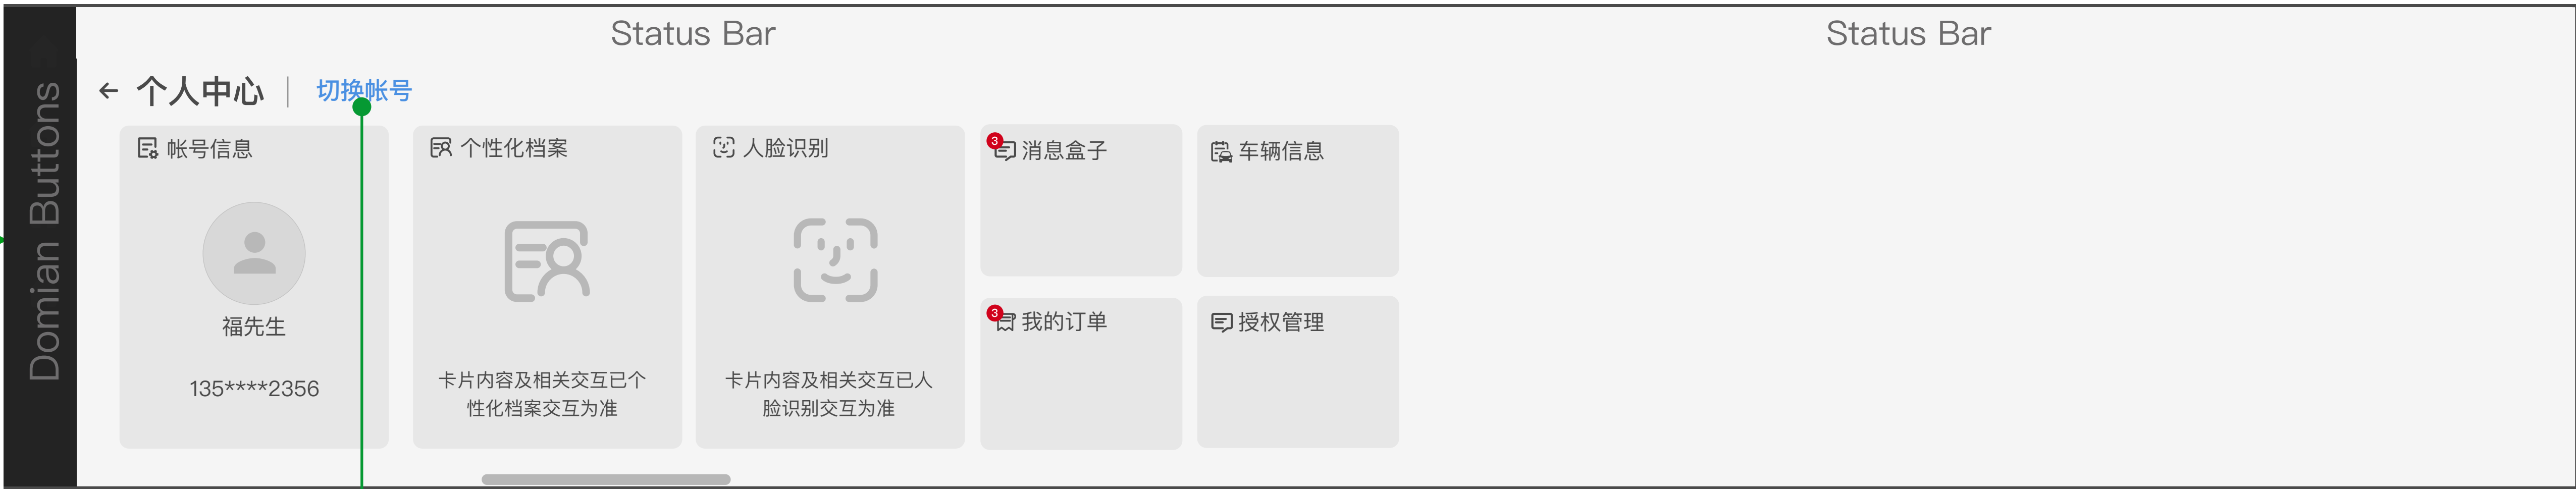 Status Bar
Status Bar
Domian Buttons
个人中心
切换帐号
帐号信息
福先生
135****2356
个性化档案
卡片内容及相关交互已个
性化档案交互为准
人脸识别
卡片内容及相关交互已人
脸识别交互为准
3
消息盒子
车辆信息
3
我的订单
授权管理